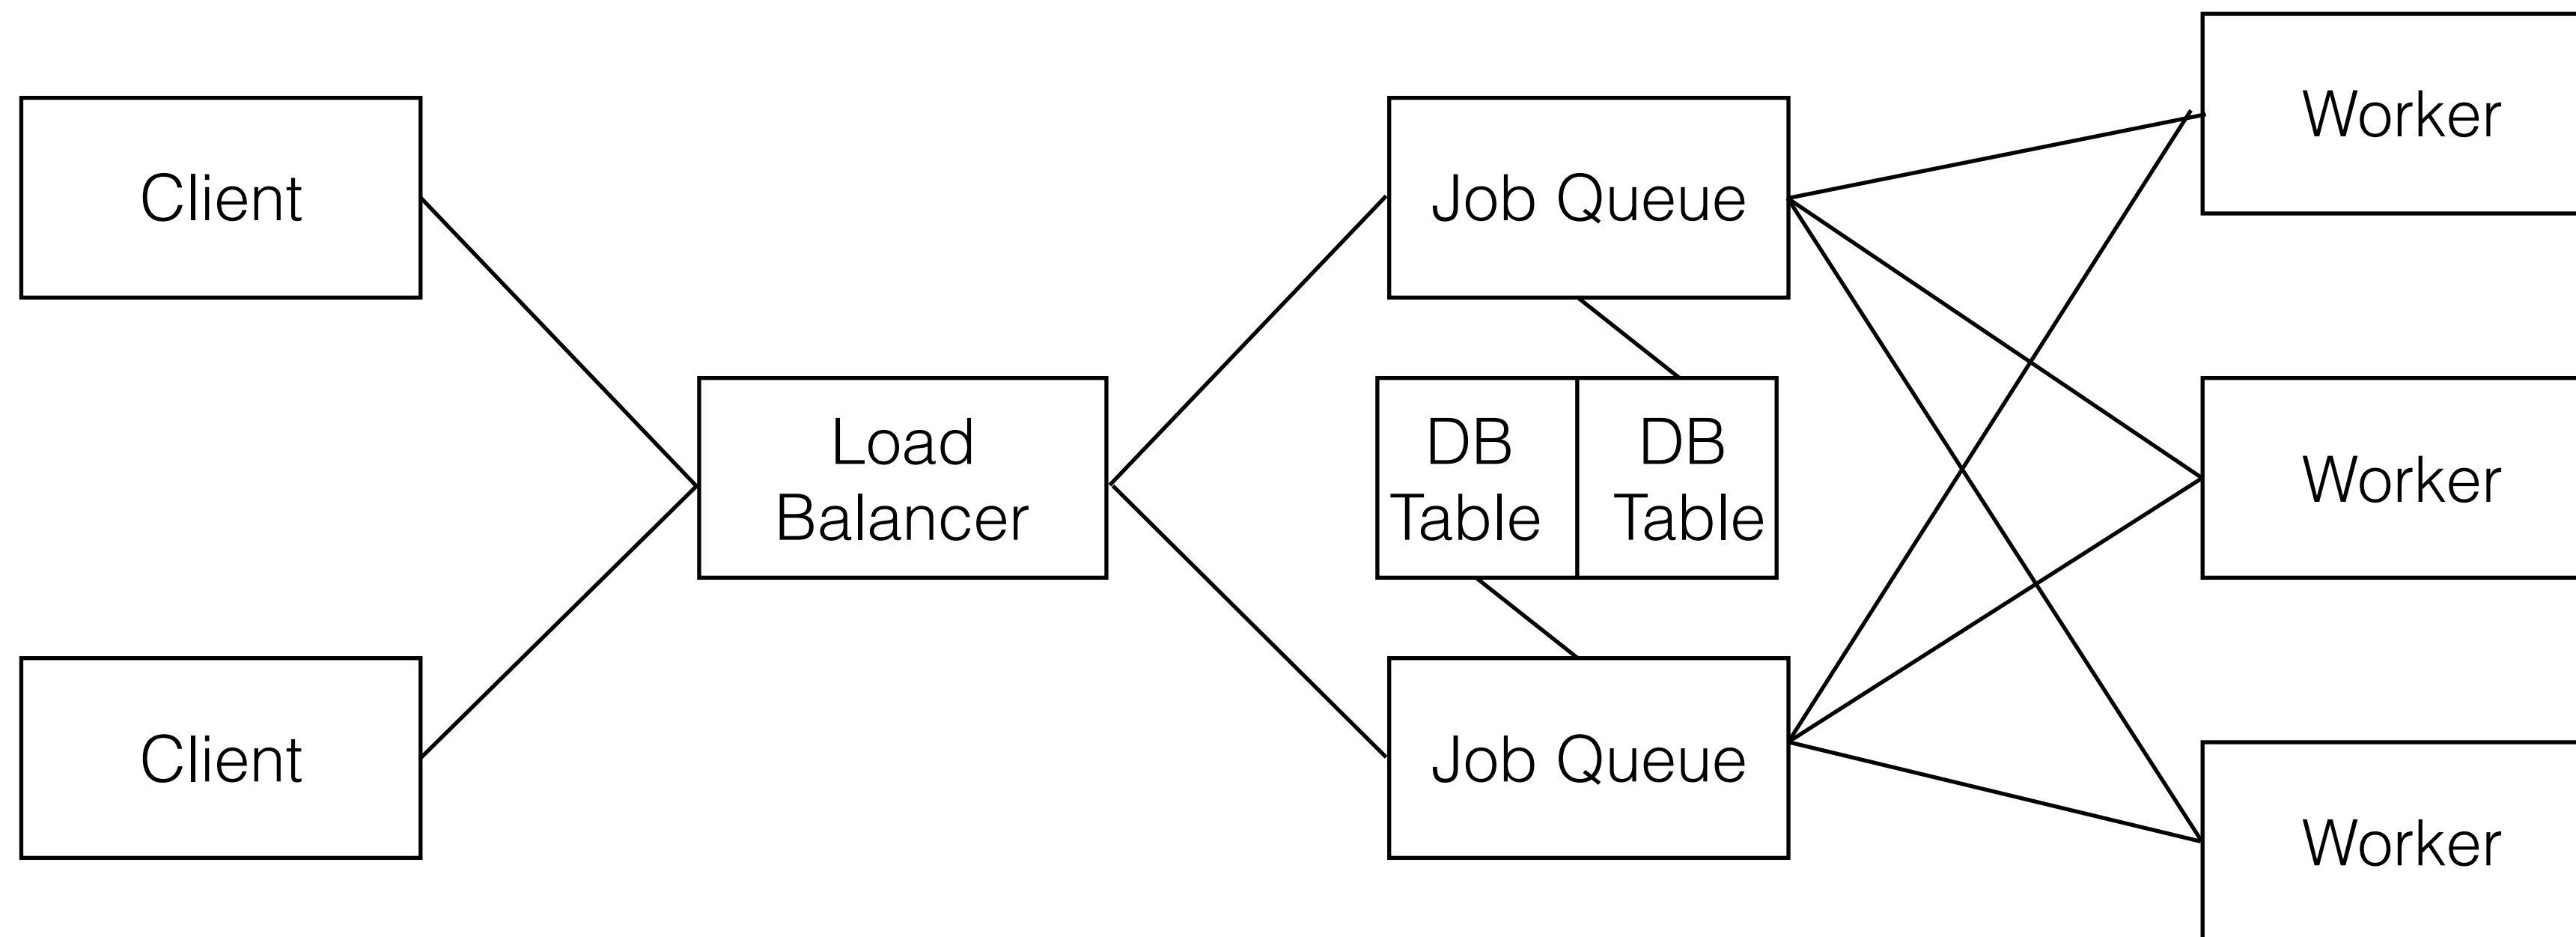 Client
Client
Load
Balancer
Job Queue
DB
Table
DB
Table
Job Queue
Worker
Worker
Worker